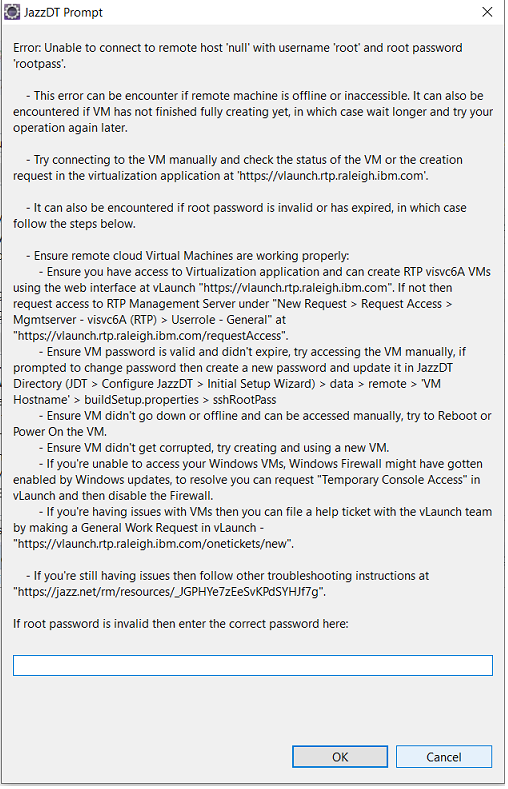 JazzDT Prompt
Error: Unable to connect to remote host 'null' with username 'root' and root password
'rootpass'.
- This error can be encounter if remote machine is offline or inaccessible. It can also be
encountered if VM has not finished fully creating yet, in which case wait longer and try your
operation again later.
- Try connecting to the VM manually and check the status of the VM or the creation
request in the virtualization application at 'https://vlaunch.rtp.raleigh.ibm.com'.
- It can also be encountered if root password is invalid or has expired, in which case
follow the steps below.
- Ensure remote cloud Virtual Machines are working properly:
- Ensure you have access to Virtualization application and can create RTP visvc6A VMs
using the web interface at vLaunch "https://vlaunch.rtp.raleigh.ibm.com". If not then
request access to RTP Management Server under "New Request > Request Access >
Mgmtserver - visvc6A (RTP) > Userrole - General" at
"https://vlaunch.rtp.raleigh.ibm.com/requestAccess".
- Ensure VM password is valid and didn't expire, try accessing the VM manually, if
prompted to change password then create a new password and update it in JazzDT
Directory (JDT > Configure JazzDT > Initial Setup Wizard) > data > remote > 'VM
Hostname' > buildSetup.properties > sshRootPass
- Ensure VM didn't go down or offline and can be accessed manually, try to Reboot or
Power On the VM.
- Ensure VM didn't get corrupted, try creating and using a new VM.
- If you're unable to access your Windows VMs, Windows Firewall might have gotten
enabled by Windows updates, to resolve you can request "Temporary Console Access" in
vLaunch and then disable the Firewall.
- If you're having issues with VMs then you can file a help ticket with the vLaunch team
by making a General Work Request in vLaunch -
"https://vlaunch.rtp.raleigh.ibm.com/onetickets/new".
- If you're still having issues then follow other troubleshooting instructions at
"https://jazz.net/rm/resources/_JGPHYe7zEeSvKPdSYHJf7g".
If root password is invalid then enter the correct password here:
OK
Cancel